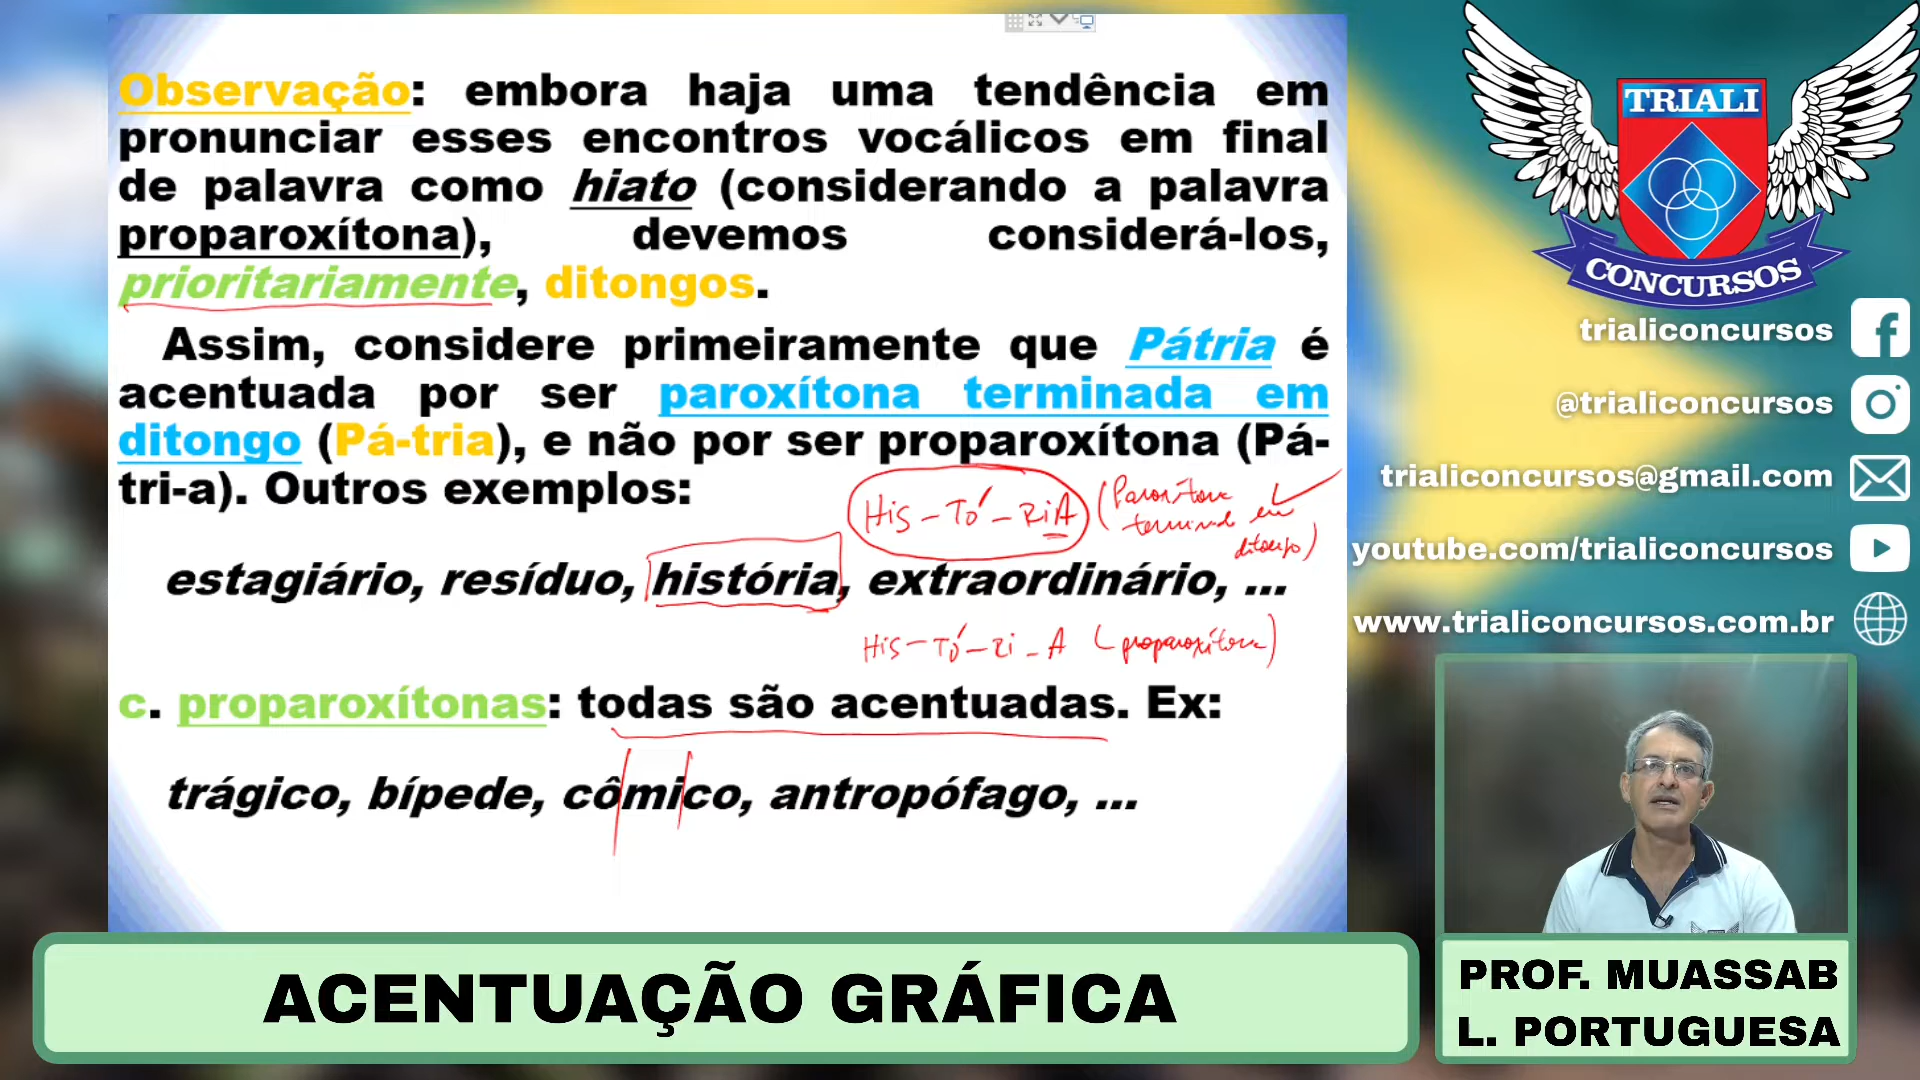 Observação: embora haja uma tendência em
pronunciar esses encontros vocálicos em final
de palavra como hiato (considerando a palavra
proparoxítona), devemos considerá-los,
prioritariamente, ditongos.
Assim, considere primeiramente que Pátria é
acentuada por ser paroxítona terminada em
ditongo (Pá-tria), e não por ser proparoxítona (Pá-
tri-a). Outros exemplos:
HiS-TÓ-RiA (Paroxítona
terminada em
ditongo)
estagiário, resíduo, história, extraordinário, ...
HiS-TÓ-Ri-A (proparoxítona)
c. proparoxítonas: todas são acentuadas. Ex:
trágico, bípede, cômico, antropófago, ...
TRIALI
CONCURSOS
trialiconcursos
@trialiconcursos
trialiconcursos@gmail.com
youtube.com/trialiconcursos
www.trialiconcursos.com.br
ACENTUAÇÃO GRÁFICA
PROF. MUASSAB
L. PORTUGUESA